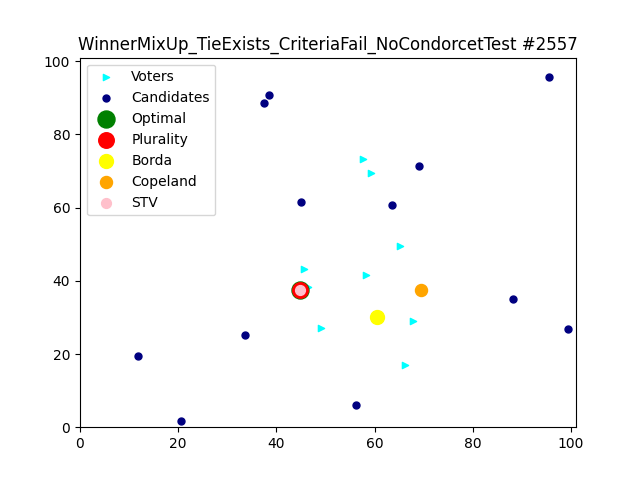 WinnerMixUp_TieExists_CriteriaFail_NoCondorcetTest #2557
100
80
60
40
20
0
Voters
Candidates
Optimal
Plurality
Borda
Copeland
STV
0 20 40 60 80 100